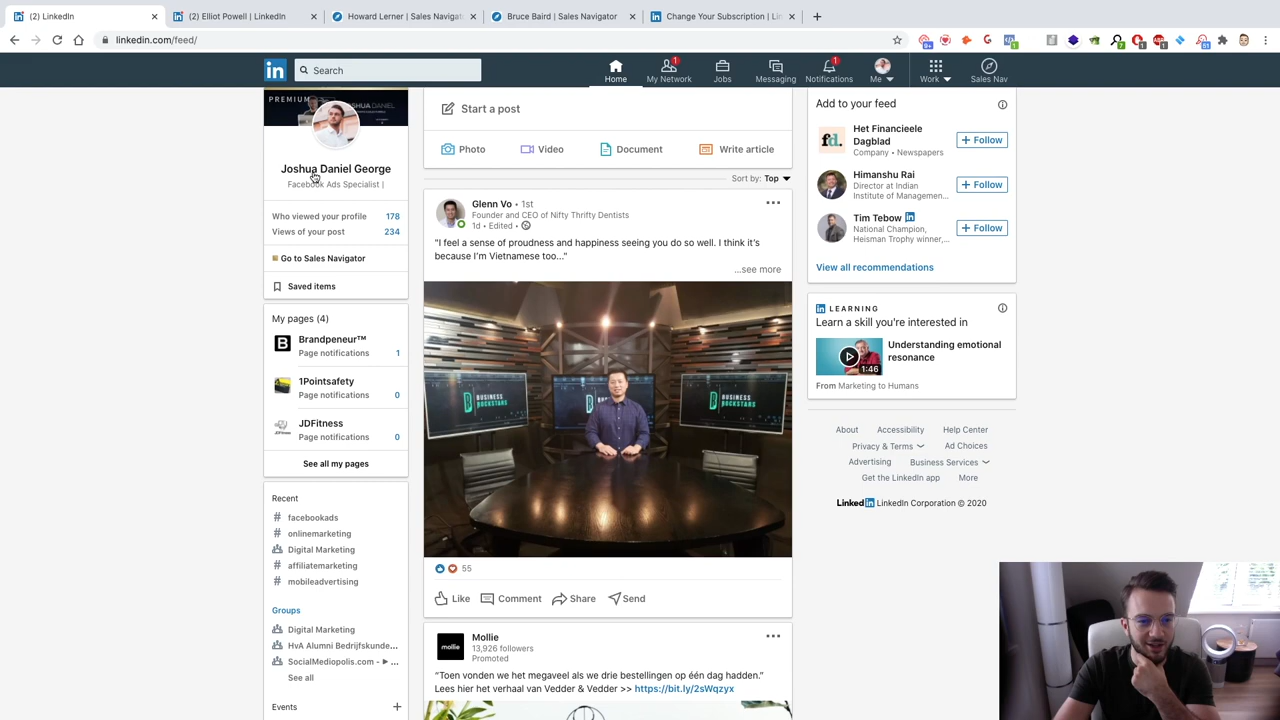 (2) LinkedIn
(2) Elliot Powell | LinkedIn
Howard Lerner | Sales Navigat
Bruce Baird | Sales Navigator
Change Your Subscription | Lin
linkedin.com/feed/
Search
Home
My Network
Jobs
Messaging
Notifications
Me
Work
Sales Nav
PREMIUM
Joshua Daniel George
Facebook Ads Specialist |
Who viewed your profile 178
Views of your post 234
Go to Sales Navigator
Saved items
My pages (4)
Brandpeneur™
Page notifications 1
1Pointsafety
Page notifications 0
JDFitness
Page notifications 0
See all my pages
Recent
# facebookads
# onlinemarketing
Digital Marketing
# affiliatemarketing
# mobileadvertising
Groups
Digital Marketing
HvA Alumni Bedrijfskunde...
SocialMediopolis.com - ► ...
See all
Events +
Start a post
Photo
Video
Document
Write article
Sort by: Top
Glenn Vo • 1st
Founder and CEO of Nifty Thrifty Dentists
1d • Edited •
"I feel a sense of proudness and happiness seeing you do so well. I think it's
because I'm Vietnamese too..."
...see more
BUSINESS
ROCKSTARS
BUSINESS
ROCKSTARS
55
Like
Comment
Share
Send
Mollie
13,926 followers
Promoted
"Toen vonden we het megaveel als we drie bestellingen op één dag hadden."
Lees hier het verhaal van Vedder & Vedder >> https://bit.ly/2sWqzyx
mollie
Add to your feed
fd.
Het Financieele
Dagblad
Company • Newspapers
+ Follow
Himanshu Rai
Director at Indian
Institute of Managemen...
+ Follow
Tim Tebow
National Champion,
Heisman Trophy winner,...
+ Follow
View all recommendations
LEARNING
Learn a skill you're interested in
Understanding emotional
resonance
1:46
From Marketing to Humans
About
Accessibility
Help Center
Privacy & Terms
Ad Choices
Advertising
Business Services
Get the LinkedIn app
More
LinkedIn LinkedIn Corporation © 2020